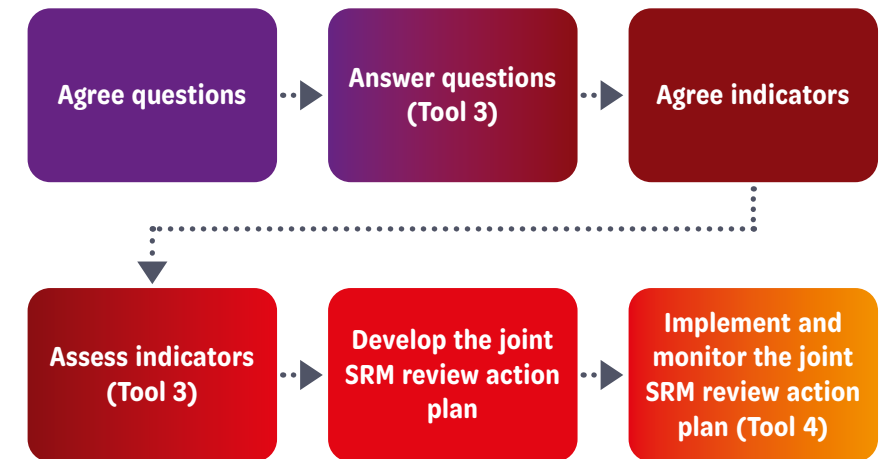 Agree questions
Answer questions
(Tool 3)
Agree indicators
Assess indicators
(Tool 3)
Develop the joint
SRM review action
plan
Implement and
monitor the joint
SRM review action
plan (Tool 4)